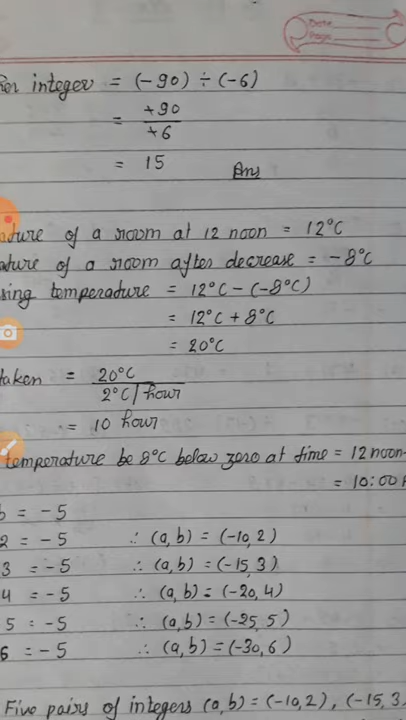 Date
Page
her integer = (-90) ÷ (-6)
= +90
+6
= 15 Ans
ature of a room at 12 noon = 12°C
ature of a room after decrease = -8°C
sing temperature = 12°C - (-8°C)
= 12°C + 8°C
= 20°C
taken = 20°C
2°C/hour
= 10 hour
temperature be 8°C below zero at time = 12 noon
= 10:00
b = -5
2 = -5 ∴ (a, b) = (-10, 2)
3 = -5 ∴ (a, b) = (-15, 3)
4 = -5 ∴ (a, b) = (-20, 4)
5 = -5 ∴ (a, b) = (-25, 5)
6 = -5 ∴ (a, b) = (-30, 6)
Five pairs of integers (a, b) = (-10, 2), (-15, 3